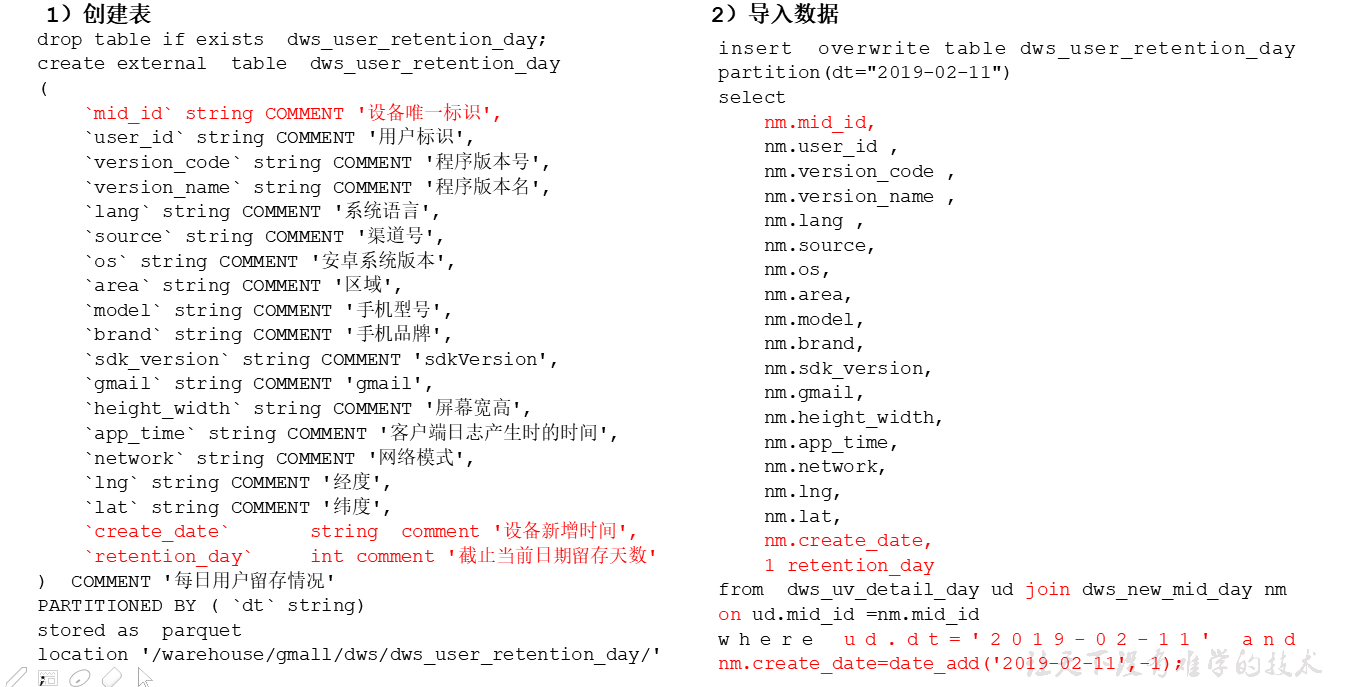 1）创建表
drop table if exists  dws_user_retention_day;
create external  table  dws_user_retention_day
(
`mid_id` string COMMENT '设备唯一标识',
`user_id` string COMMENT '用户标识',
`version_code` string COMMENT '程序版本号',
`version_name` string COMMENT '程序版本名',
`lang` string COMMENT '系统语言',
`source` string COMMENT '渠道号',
`os` string COMMENT '安卓系统版本',
`area` string COMMENT '区域',
`model` string COMMENT '手机型号',
`brand` string COMMENT '手机品牌',
`sdk_version` string COMMENT 'sdkVersion',
`gmail` string COMMENT 'gmail',
`height_width` string COMMENT '屏幕宽高',
`app_time` string COMMENT '客户端日志产生时的时间',
`network` string COMMENT '网络模式',
`lng` string COMMENT '经度',
`lat` string COMMENT '纬度',
`create_date`       string  comment '设备新增时间',
`retention_day`     int comment '截止当前日期留存天数'
)  COMMENT '每日用户留存情况'
PARTITIONED BY ( `dt` string)
stored as  parquet
location '/warehouse/gmall/dws/dws_user_retention_day/'
;
2）导入数据
insert  overwrite table dws_user_retention_day
partition(dt="2019-02-11")
select
nm.mid_id,
nm.user_id ,
nm.version_code ,
nm.version_name ,
nm.lang ,
nm.source,
nm.os,
nm.area,
nm.model,
nm.brand,
nm.sdk_version,
nm.gmail,
nm.height_width,
nm.app_time,
nm.network,
nm.lng,
nm.lat,
nm.create_date,
1 retention_day
from  dws_uv_detail_day ud join dws_new_mid_day nm
on ud.mid_id =nm.mid_id
where ud.dt='2019-02-11' and
nm.create_date=date_add('2019-02-11',-1);
让天下没有难学的技术